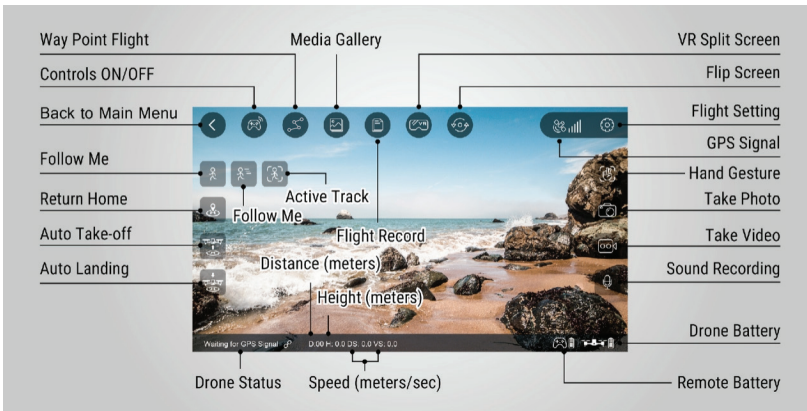 Way Point Flight
Media Gallery
VR Split Screen
Controls ON/OFF
Flip Screen
Back to Main Menu
VR
Flight Setting
GPS Signal
Follow Me
Hand Gesture
Active Track
Return Home
Follow Me
Take Photo
Auto Take-off
Flight Record
Take Video
Distance (meters)
Auto Landing
Sound Recording
Height (meters)
Drone Battery
Waiting for GPS Signal D:00 H: 0.0 DS: 0.0 VS: 0.0
Drone Status
Speed (meters/sec)
Remote Battery